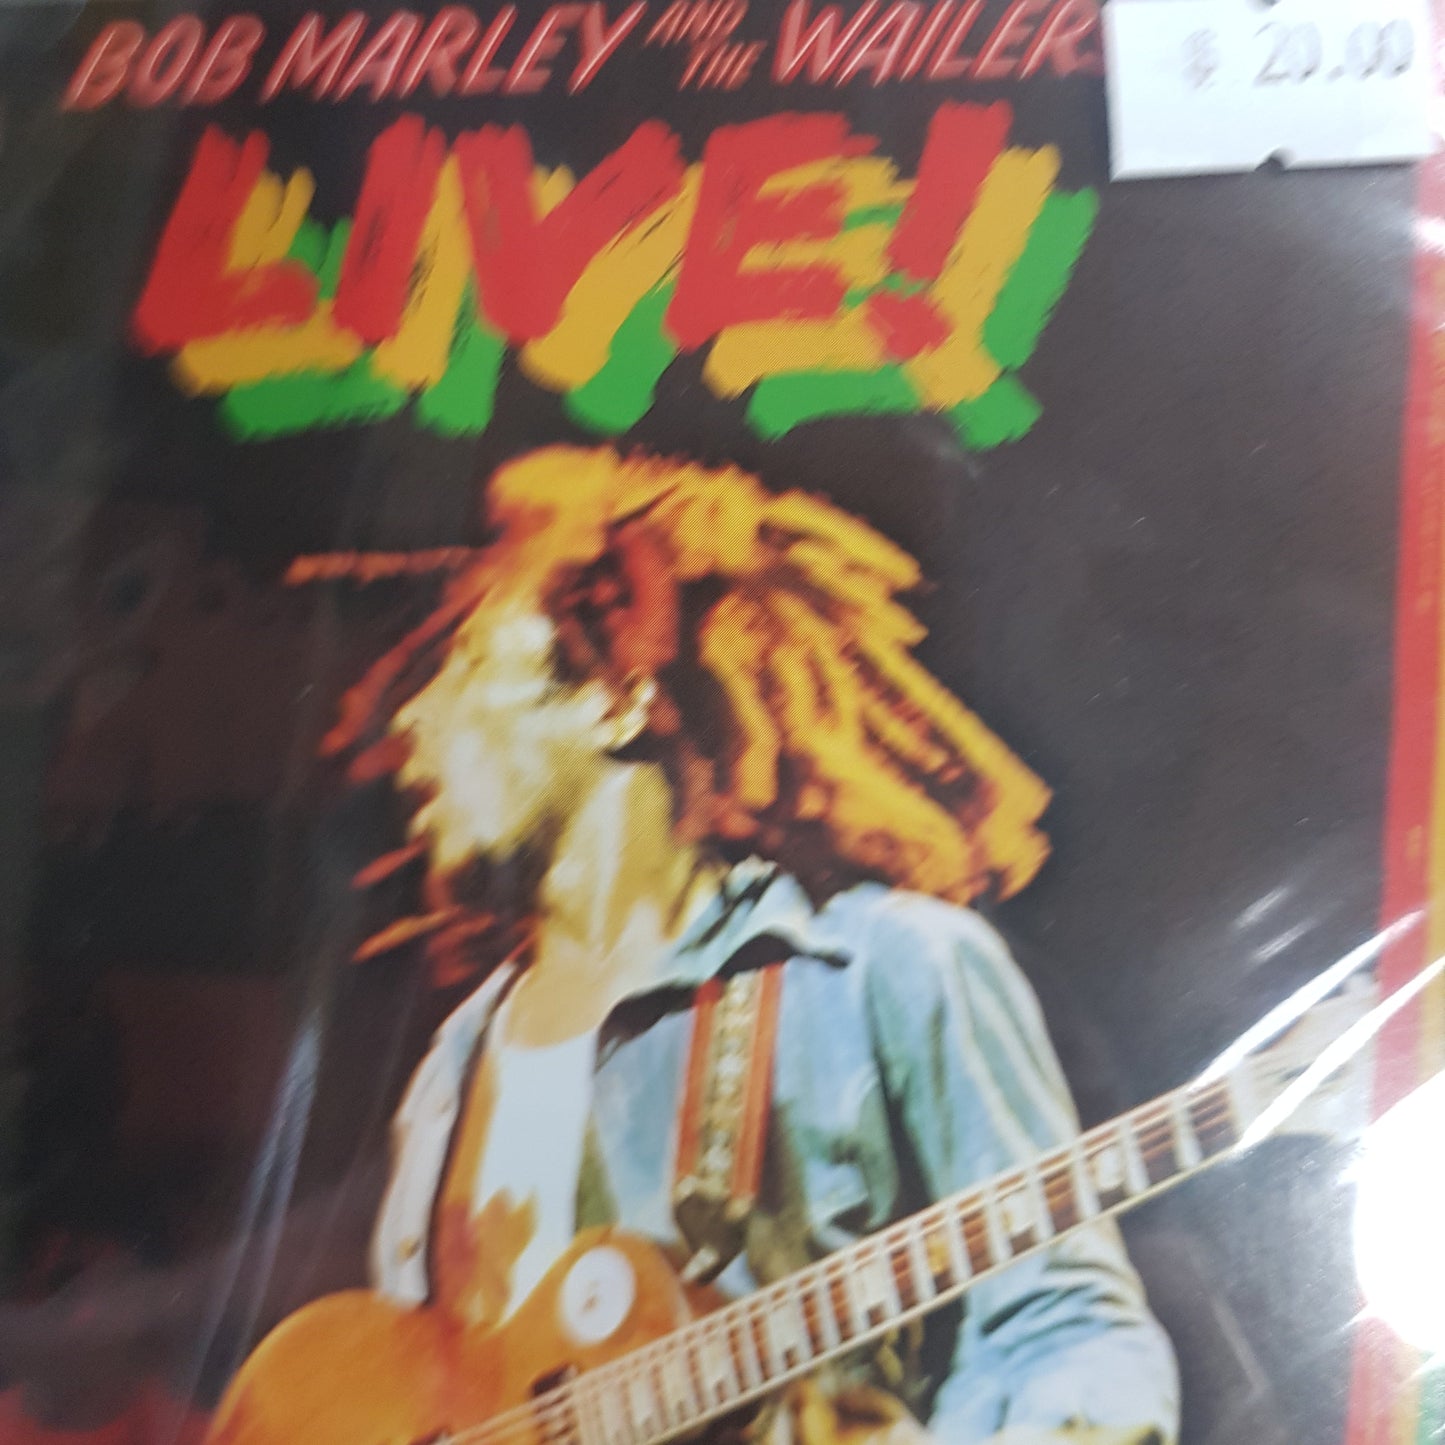 BOB MARLEY AND THE WAILERS
20.00
LIVE!